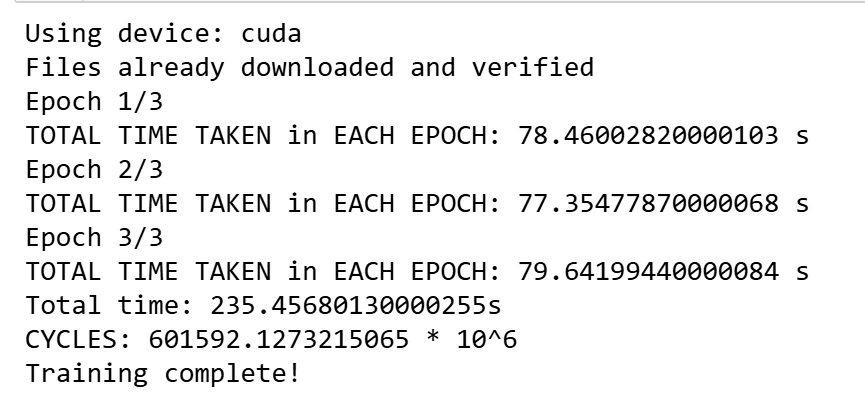 Using device: cuda
Files already downloaded and verified
Epoch 1/3
TOTAL TIME TAKEN in EACH EPOCH: 78.46002820000103 s
Epoch 2/3
TOTAL TIME TAKEN in EACH EPOCH: 77.35477870000068 s
Epoch 3/3
TOTAL TIME TAKEN in EACH EPOCH: 79.64199440000084 s
Total time: 235.45680130000255s
CYCLES: 601592.1273215065 * 10^6
Training complete!